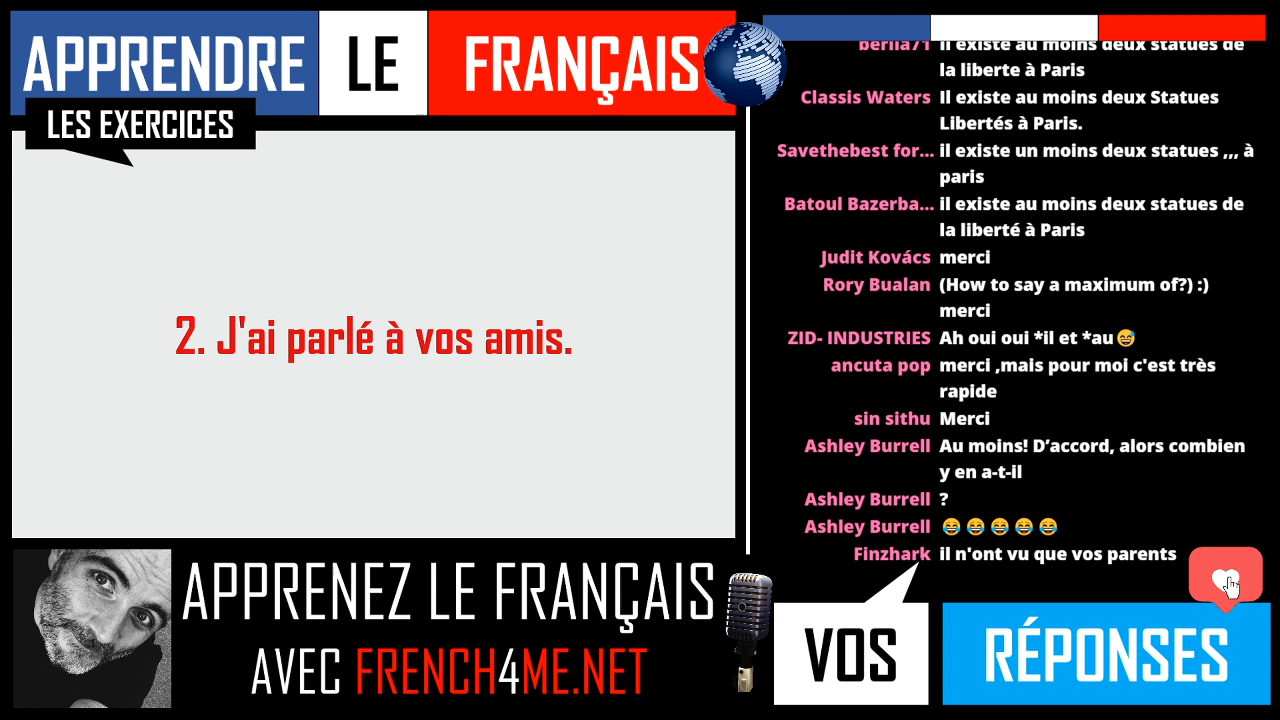 APPRENDRE LE FRANÇAIS
LES EXERCICES
2. J'ai parlé à vos amis.
APPRENEZ LE FRANÇAIS
AVEC FRENCH4ME.NET
berlla71 il existe au moins deux statues de
la liberte à Paris
Classis Waters Il existe au moins deux Statues
Libertés à Paris.
Savethebest for... il existe un moins deux statues ,,, à
paris
Batoul Bazerba... il existe au moins deux statues de
la liberté à Paris
Judit Kovács merci
Rory Bualan (How to say a maximum of?) :)
merci
ZID- INDUSTRIES Ah oui oui *il et *au😅
ancuta pop merci ,mais pour moi c'est très
rapide
sin sithu Merci
Ashley Burrell Au moins! D’accord, alors combien
y en a-t-il
Ashley Burrell ?
Ashley Burrell 😂😂😂😂😂
Finzhark il n'ont vu que vos parents
VOS RÉPONSES